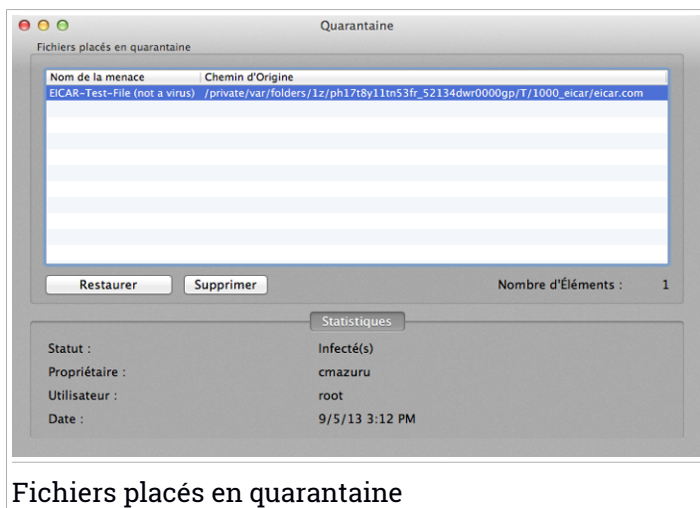 Quarantaine
Fichiers placés en quarantaine
Nom de la menace Chemin d'Origine
EICAR-Test-File (not a virus) /private/var/folders/1z/ph17t8y11tn53fr_52134dwr0000gp/T/1000_eicar/eicar.com
Restaurer Supprimer Nombre d'Éléments : 1
Statistiques
Statut : Infecté(s)
Propriétaire : cmazuru
Utilisateur : root
Date : 9/5/13 3:12 PM
Fichiers placés en quarantaine